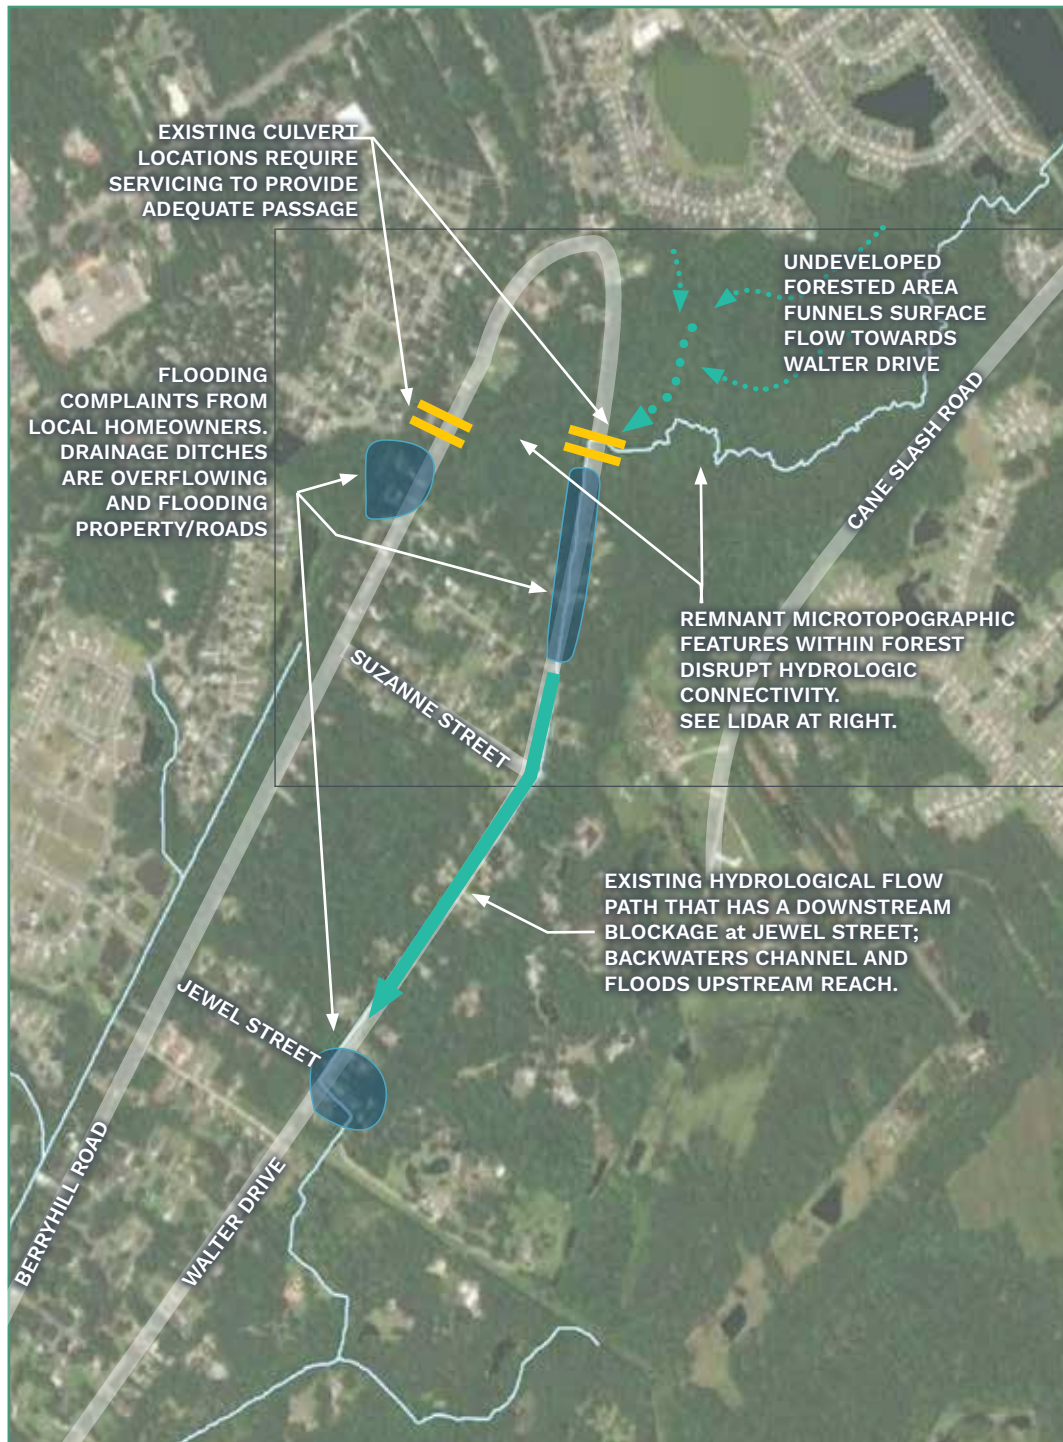 EXISTING CULVERT
LOCATIONS REQUIRE
SERVICING TO PROVIDE
ADEQUATE PASSAGE
UNDEVELOPED
FORESTED AREA
FUNNELS SURFACE
FLOW TOWARDS
WALTER DRIVE
FLOODING
COMPLAINTS FROM
LOCAL HOMEOWNERS.
DRAINAGE DITCHES
ARE OVERFLOWING
AND FLOODING
PROPERTY/ROADS
CANE SLASH ROAD
REMNANT MICROTOPOGRAPHIC
FEATURES WITHIN FOREST
DISRUPT HYDROLOGIC
CONNECTIVITY.
SEE LIDAR AT RIGHT.
SUZANNE STREET
EXISTING HYDROLOGICAL FLOW
PATH THAT HAS A DOWNSTREAM
BLOCKAGE at JEWEL STREET;
BACKWATERS CHANNEL AND
FLOODS UPSTREAM REACH.
JEWEL STREET
BERRYHILL ROAD
WALTER DRIVE